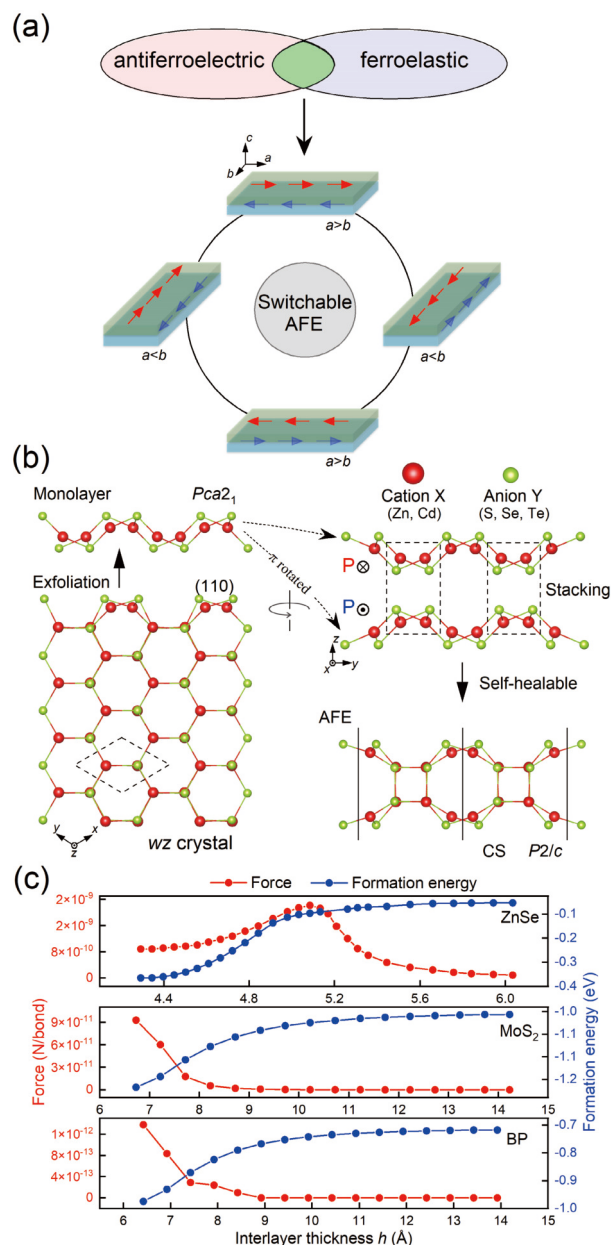 (a)
antiferroelectric
ferroelastic
c
a
b
a>b
a<b
Switchable
AFE
a<b
a>b
(b)
Monolayer
Pca2₁
Exfoliation
(110)
π rotated
Cation X
(Zn, Cd)
Anion Y
(S, Se, Te)
P⊗
P⊙
Stacking
z
x
y
Self-healable
AFE
y
x
z
wz crystal
CS
P2/c
(c)
Force
Formation energy
2×10⁻⁹
2×10⁻⁹
8×10⁻¹⁰
0
ZnSe
-0.1
-0.2
-0.3
-0.4
4.4 4.8 5.2 5.6 6.0
9×10⁻¹¹
6×10⁻¹¹
3×10⁻¹¹
0
MoS₂
-1.0
-1.1
-1.2
6 7 8 9 10 11 12 13 14 15
1×10⁻¹²
8×10⁻¹³
4×10⁻¹³
0
BP
-0.7
-0.8
-0.9
-1.0
6 7 8 9 10 11 12 13 14 15
Force (N/bond)
Formation energy (eV)
Interlayer thickness h (Å)